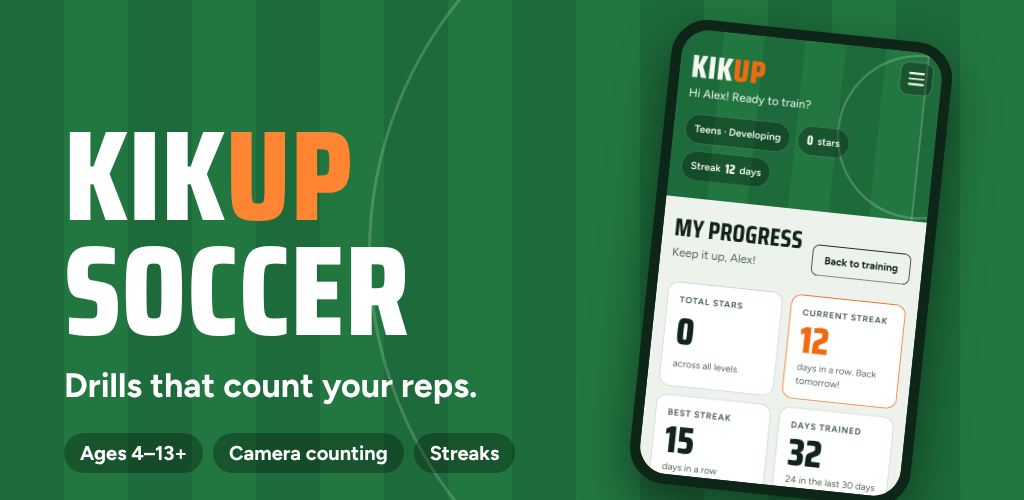 KIKUP
SOCCER
Drills that count your reps.
Ages 4–13+
Camera counting
Streaks
KIKUP
Hi Alex! Ready to train?
Teens · Developing
0 stars
Streak 12 days
MY PROGRESS
Keep it up, Alex!
Back to training
TOTAL STARS
0
across all levels
CURRENT STREAK
12
days in a row. Back
tomorrow!
BEST STREAK
15
days in a row
DAYS TRAINED
32
24 in the last 30 days